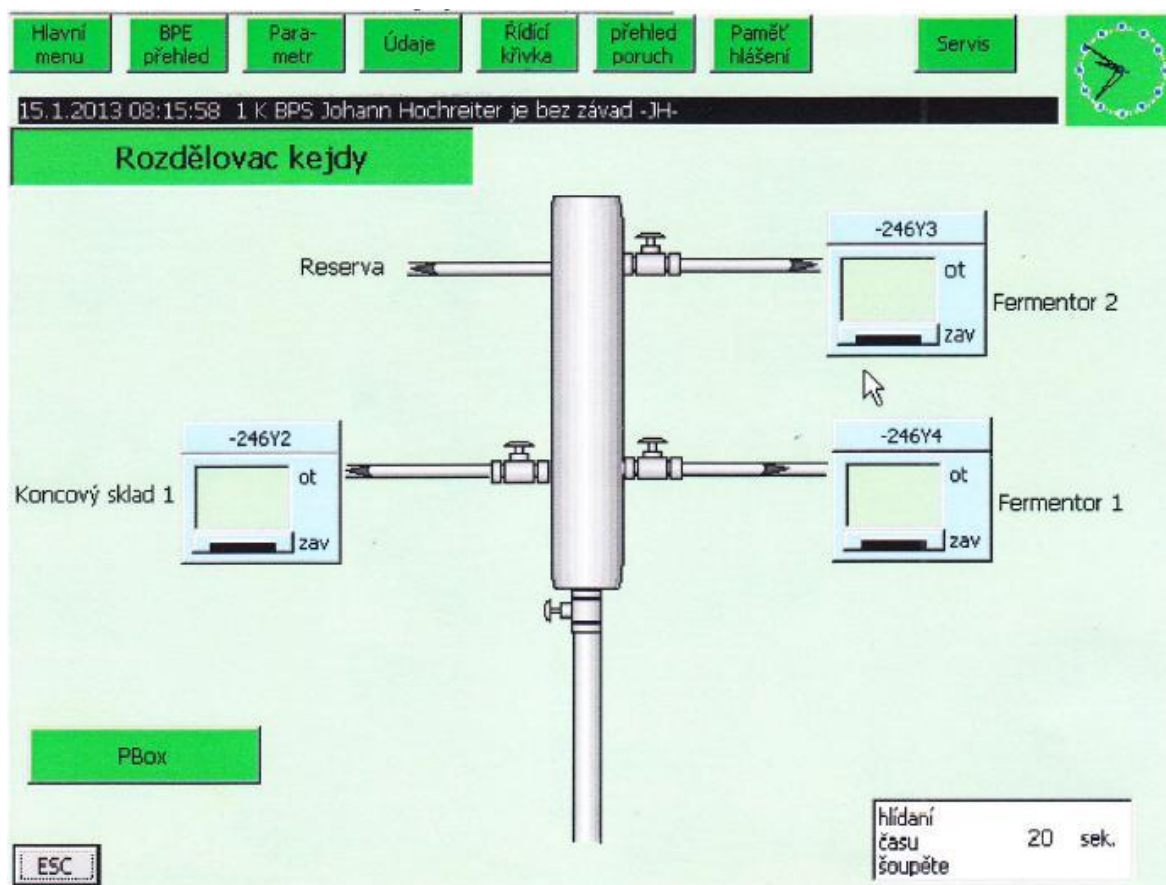 Hlavní
menu
BPE
přehled
Para-
metr
Údaje
Řídící
křivka
přehled
poruch
Paměť
hlášení
Servis
15.1.2013 08:15:58 1 K BPS Johann Hochreiter je bez závad -JH-
Rozdělovac kejdy
Reserva
-246Y3
ot
zav
Fermentor 2
-246Y2
ot
zav
Koncový sklad 1
-246Y4
ot
zav
Fermentor 1
PBox
hlídaní
času
šoupěte
20 sek.
ESC